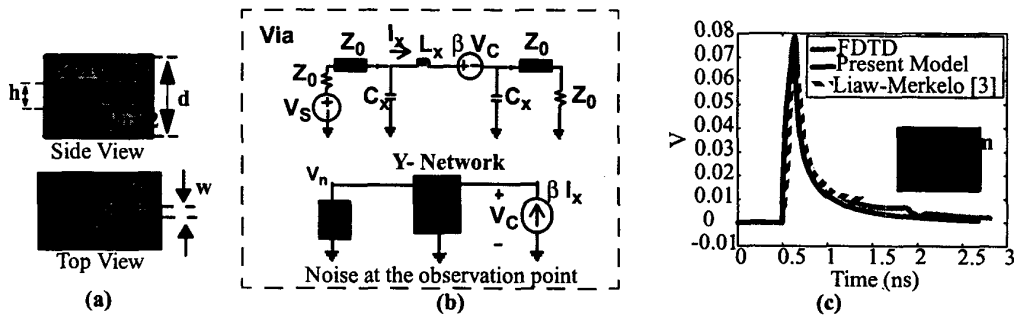 h
d
Side View
w
Top View
(a)
Via
Z0
Ix
Lx
β VC
Z0
Z0
VS
Cx
Cx
Z0
Y- Network
Vn
+
VC
-
β Ix
Noise at the observation point
(b)
0.08
0.07
0.06
0.05
0.04
0.03
0.02
0.01
0
-0.01
V
FDTD
Present Model
Liaw-Merkelo [3]
0
0.5
1
1.5
2
2.5
3
Time (ns)
(c)